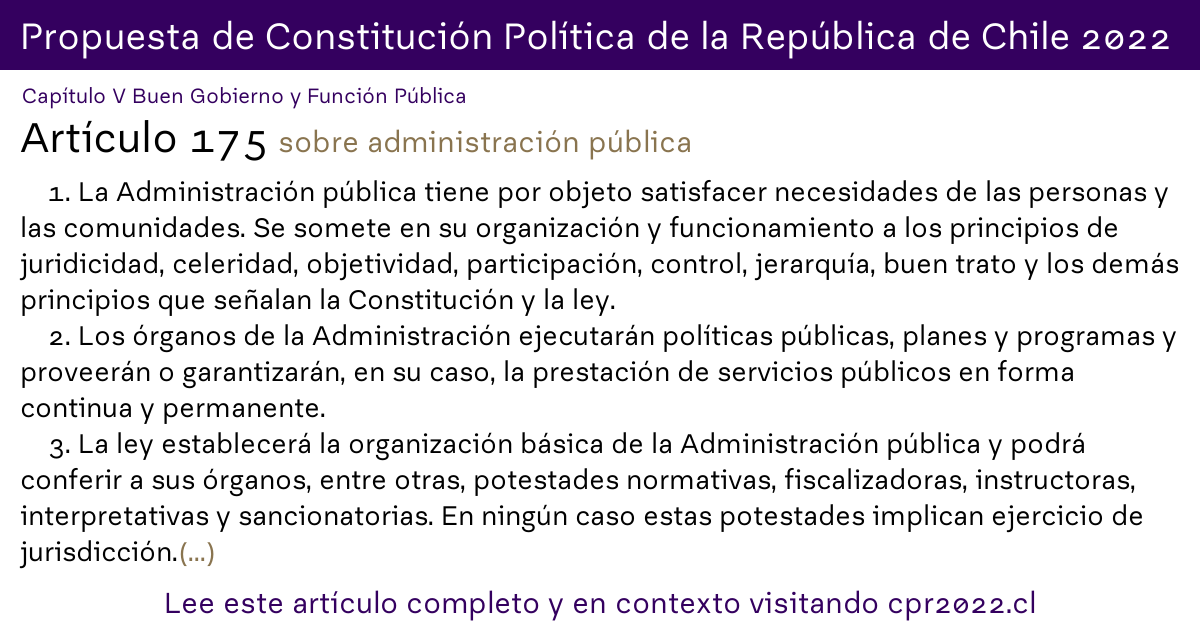 Propuesta de Constitución Política de la República de Chile 2022
Capítulo V Buen Gobierno y Función Pública
Artículo 175 sobre administración pública
1. La Administración pública tiene por objeto satisfacer necesidades de las personas y
las comunidades. Se somete en su organización y funcionamiento a los principios de
juridicidad, celeridad, objetividad, participación, control, jerarquía, buen trato y los demás
principios que señalan la Constitución y la ley.
2. Los órganos de la Administración ejecutarán políticas públicas, planes y programas y
proveerán o garantizarán, en su caso, la prestación de servicios públicos en forma
continua y permanente.
3. La ley establecerá la organización básica de la Administración pública y podrá
conferir a sus órganos, entre otras, potestades normativas, fiscalizadoras, instructoras,
interpretativas y sancionatorias. En ningún caso estas potestades implican ejercicio de
jurisdicción.(...)
Lee este artículo completo y en contexto visitando cpr2022.cl